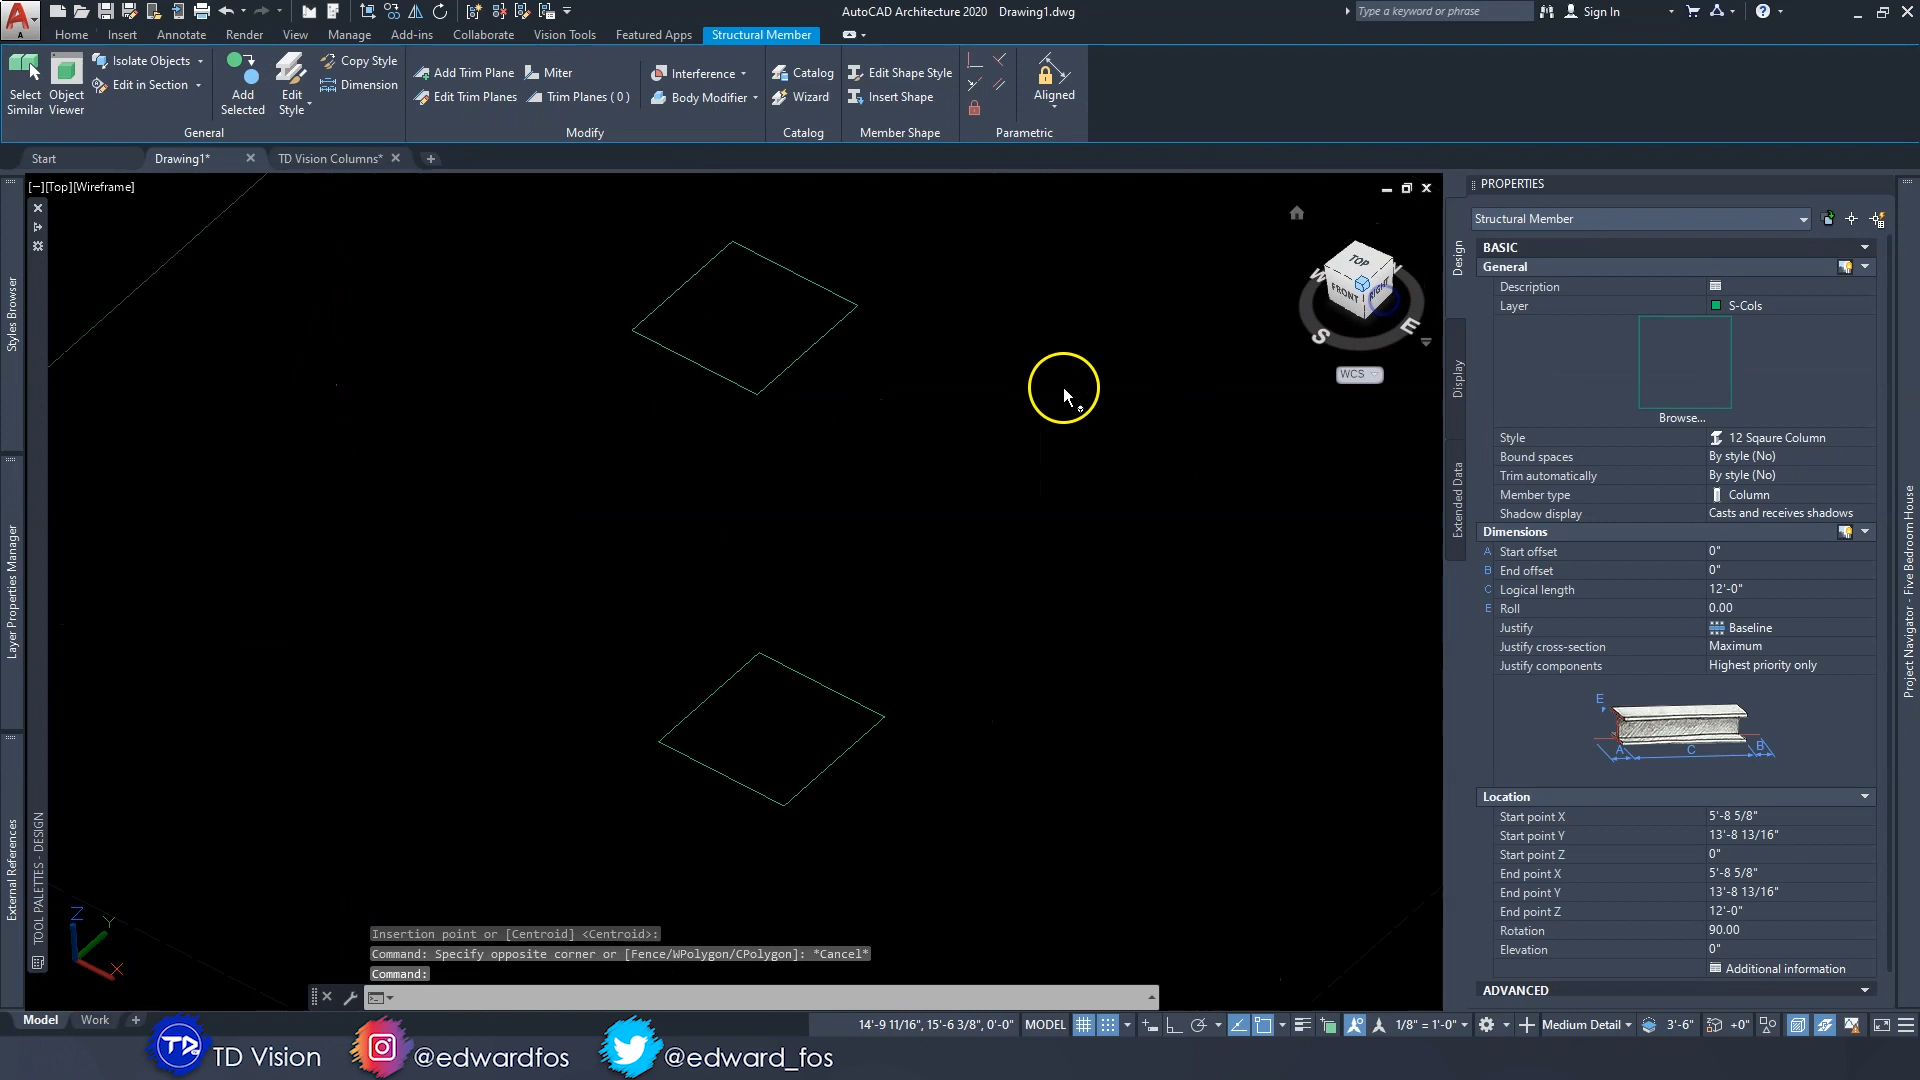 AutoCAD Architecture 2020 Drawing1.dwg
Type a keyword or phrase
Sign In
A
Home Insert Annotate Render View Manage Add-ins Collaborate Vision Tools Featured Apps Structural Member
Select Similar
Object Viewer
Isolate Objects
Edit in Section
Add Selected
Edit Style
Copy Style
Dimension
General
Add Trim Plane
Miter
Edit Trim Planes
Trim Planes ( 0 )
Modify
Interference
Body Modifier
Catalog
Wizard
Catalog
Edit Shape Style
Insert Shape
Member Shape
Aligned
Parametric
Start
Drawing1*
TD Vision Columns*
[−][Top][Wireframe]
TOP
FRONT
RIGHT
W
S
E
WCS
Styles Browser
Layer Properties Manager
External References
TOOL PALETTES - DESIGN
Z
Y
X
PROPERTIES
Structural Member
Design
Display
Extended Data
BASIC
General
Description
Layer S-Cols
Browse...
Style 12 Sqaure Column
Bound spaces By style (No)
Trim automatically By style (No)
Member type Column
Shadow display Casts and receives shadows
Dimensions
A Start offset 0"
B End offset 0"
C Logical length 12'-0"
E Roll 0.00
Justify Baseline
Justify cross-section Maximum
Justify components Highest priority only
E
A
C
B
Location
Start point X 5'-8 5/8"
Start point Y 13'-8 13/16"
Start point Z 0"
End point X 5'-8 5/8"
End point Y 13'-8 13/16"
End point Z 12'-0"
Rotation 90.00
Elevation 0"
Additional information
ADVANCED
Project Navigator - Five Bedroom House
Insertion point or [Centroid] <Centroid>:
Command: Specify opposite corner or [Fence/WPolygon/CPolygon]: *Cancel*
Command:
Model Work
14'-9 11/16", 15'-6 3/8", 0'-0" MODEL
1/8" = 1'-0"
Medium Detail
3'-6"
+0"
TD Vision
@edwardfos
@edward_fos